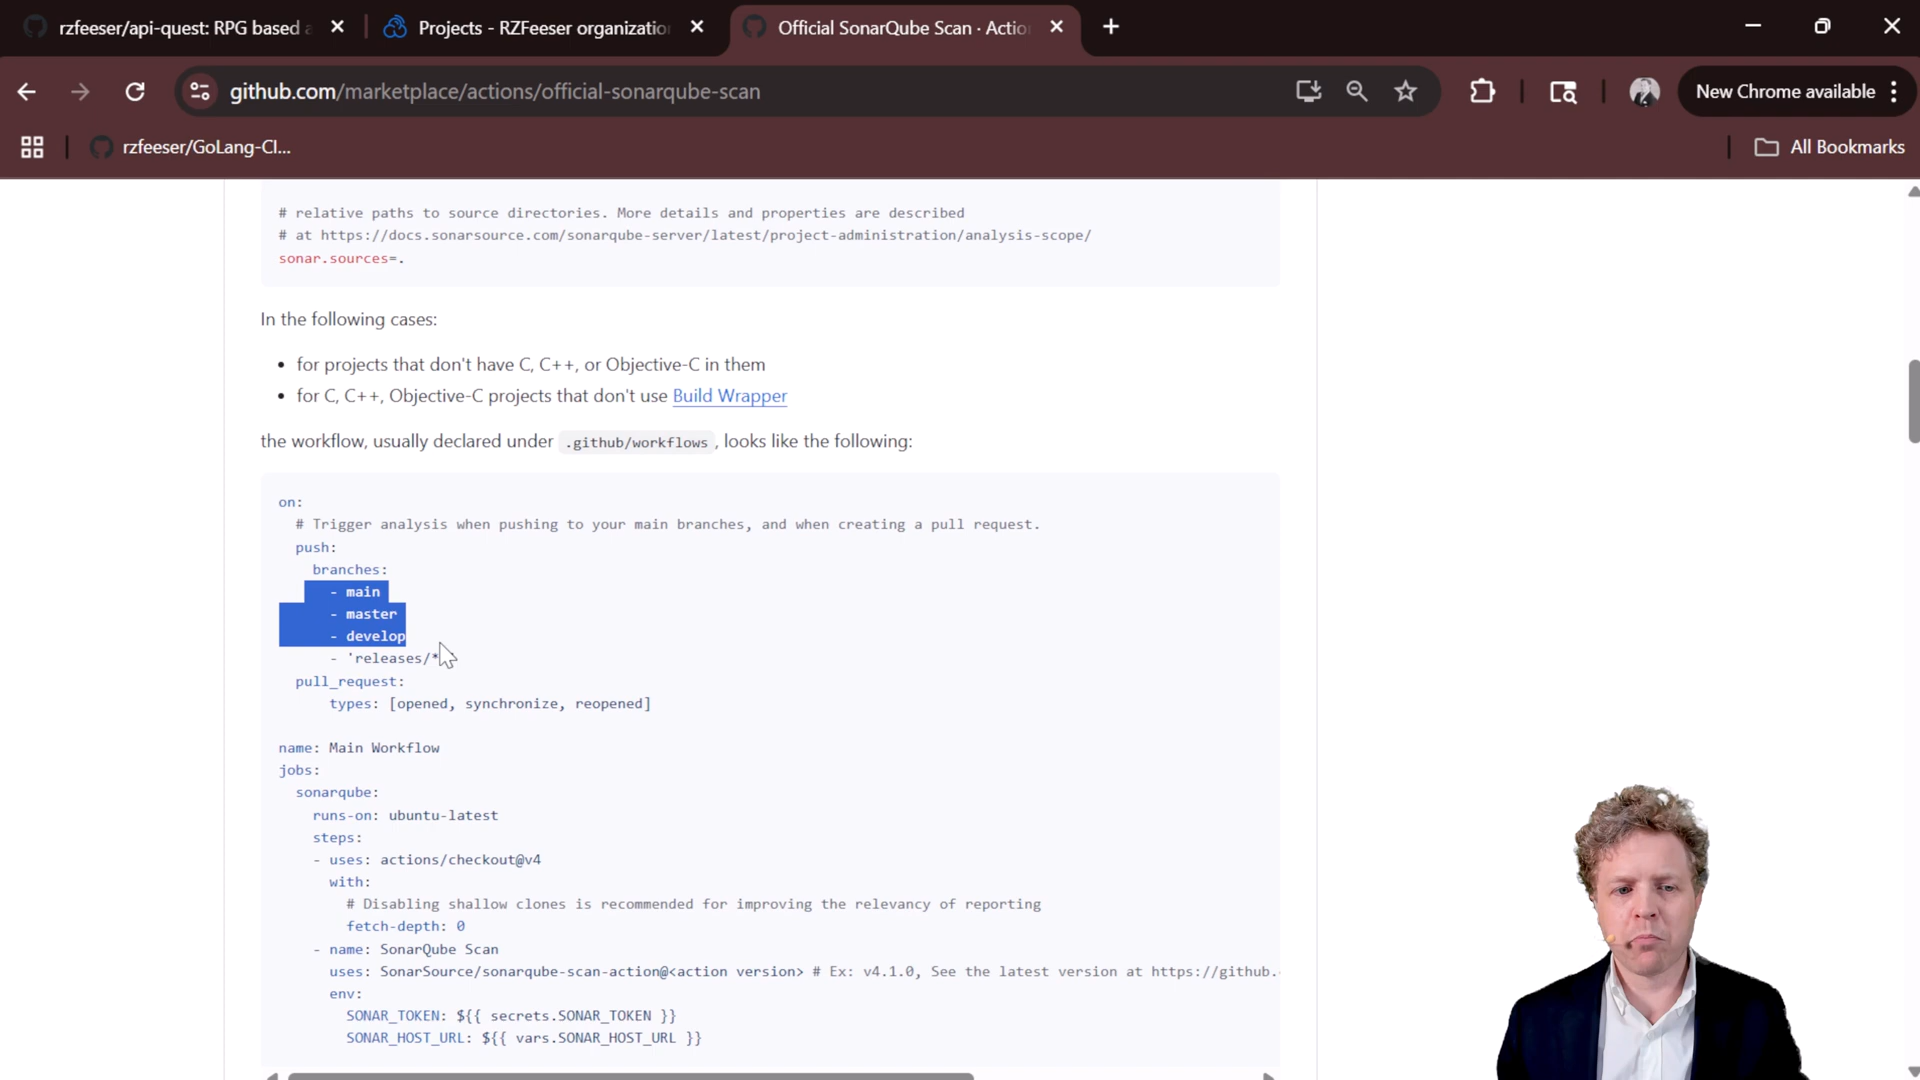 rzfeeser/api-quest: RPG based a
Projects - RZFeeser organizatio
Official SonarQube Scan · Actio
github.com/marketplace/actions/official-sonarqube-scan
New Chrome available
rzfeeser/GoLang-Cl...
All Bookmarks
# relative paths to source directories. More details and properties are described
# at https://docs.sonarsource.com/sonarqube-server/latest/project-administration/analysis-scope/
sonar.sources=.
In the following cases:
• for projects that don't have C, C++, or Objective-C in them
• for C, C++, Objective-C projects that don't use Build Wrapper
the workflow, usually declared under .github/workflows, looks like the following:
on:
# Trigger analysis when pushing to your main branches, and when creating a pull request.
push:
branches:
- main
- master
- develop
- 'releases/*
pull_request:
types: [opened, synchronize, reopened]
name: Main Workflow
jobs:
sonarqube:
runs-on: ubuntu-latest
steps:
- uses: actions/checkout@v4
with:
# Disabling shallow clones is recommended for improving the relevancy of reporting
fetch-depth: 0
- name: SonarQube Scan
uses: SonarSource/sonarqube-scan-action@<action version> # Ex: v4.1.0, See the latest version at https://github.
env:
SONAR_TOKEN: ${{ secrets.SONAR_TOKEN }}
SONAR_HOST_URL: ${{ vars.SONAR_HOST_URL }}